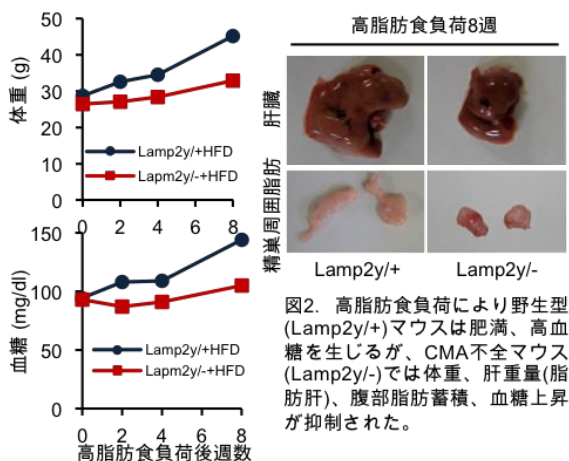 50
40
30
20
10
0
体重 (g)
Lamp2y/+HFD
Lapm2y/-+HFD
0 2 4 6 8
150
100
50
0
血糖 (mg/dl)
Lamp2y/+HFD
Lapm2y/-+HFD
0 2 4 6 8
高脂肪食負荷後週数
高脂肪食負荷8週
肝臓
精巣周囲脂肪
Lamp2y/+
Lamp2y/-
図2. 高脂肪食負荷により野生型
(Lamp2y/+)マウスは肥満、高血
糖を生じるが、CMA不全マウス
(Lamp2y/-)では体重、肝重量(脂
肪肝)、腹部脂肪蓄積、血糖上昇
が抑制された。